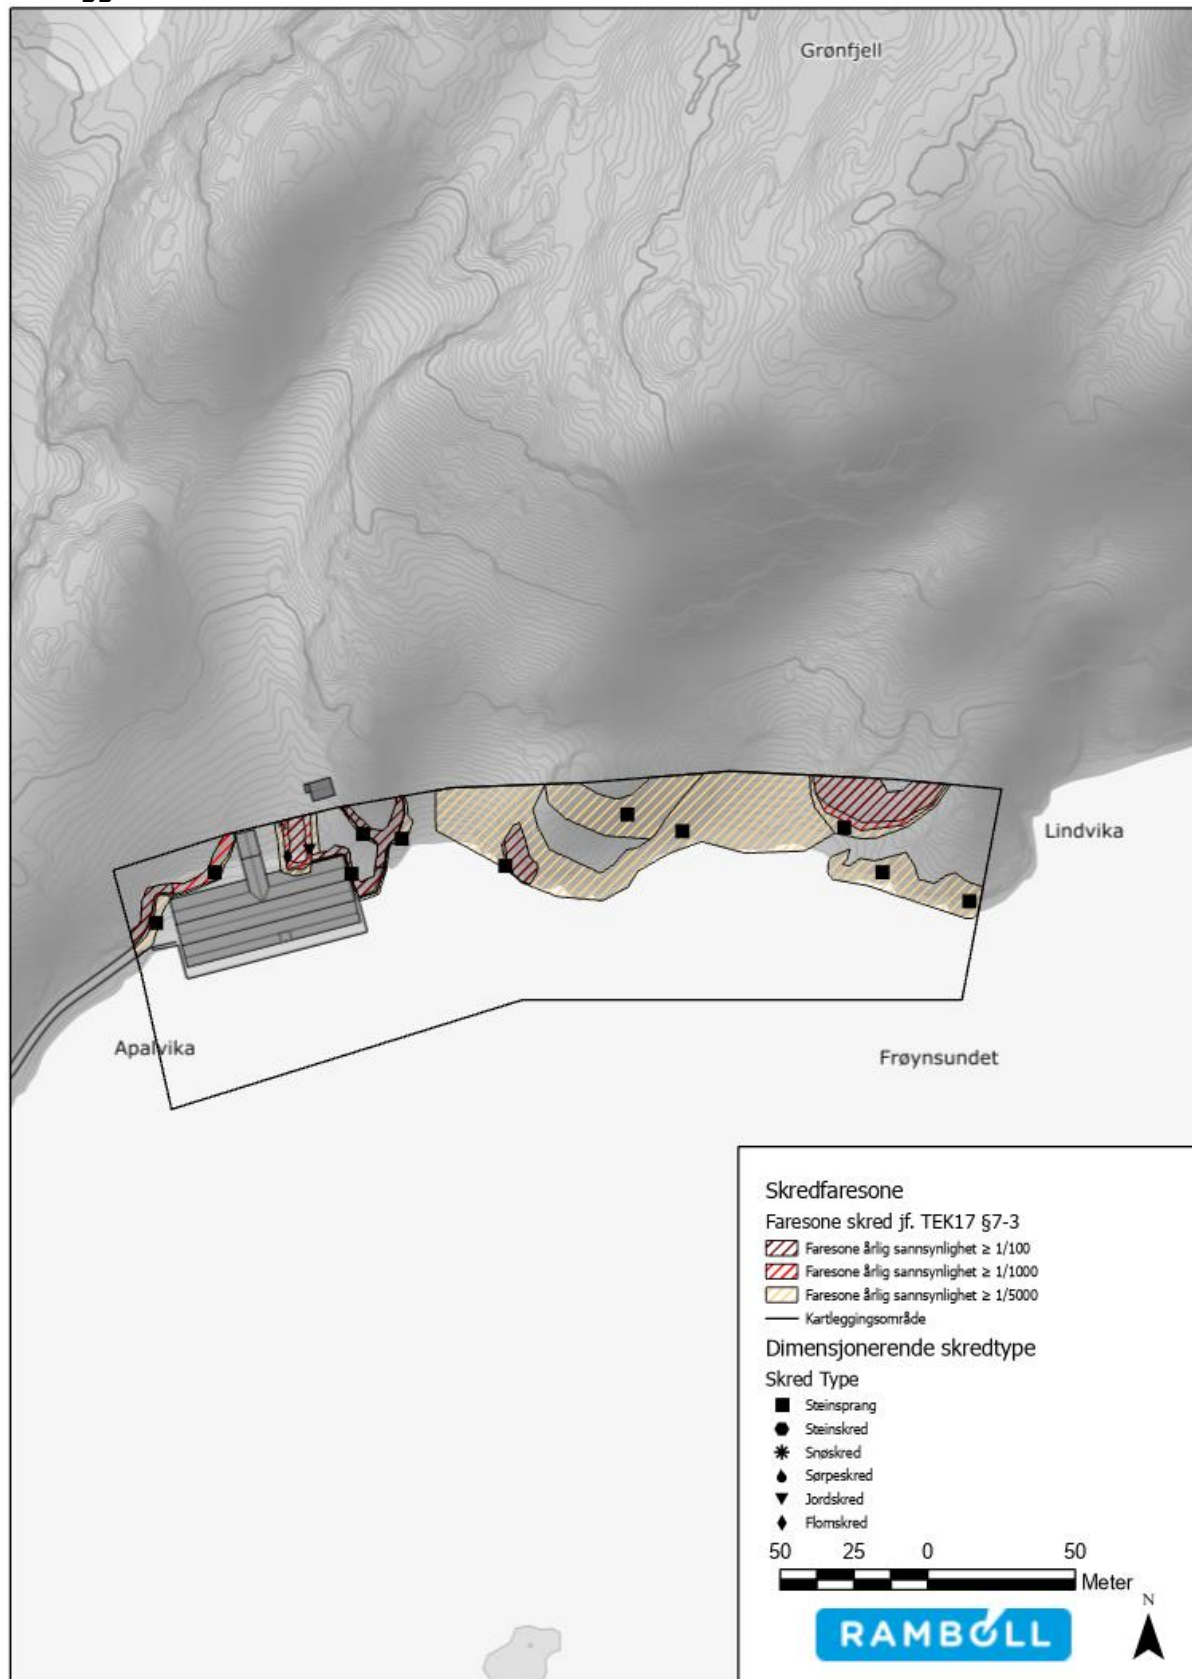 Grønfjell
Lindvika
Apalvika
Frøynsundet
Skredfaresone
Faresone skred jf. TEK17 §7-3
Faresone årlig sannsynlighet ≥ 1/100
Faresone årlig sannsynlighet ≥ 1/1000
Faresone årlig sannsynlighet ≥ 1/5000
Kartleggingsområde
Dimensjonerende skredtype
Skred Type
Steinsprang
Steinskred
Snøskred
Sørpeskred
Jordskred
Flomskred
50 25 0 50
Meter
N
RAMBOLL